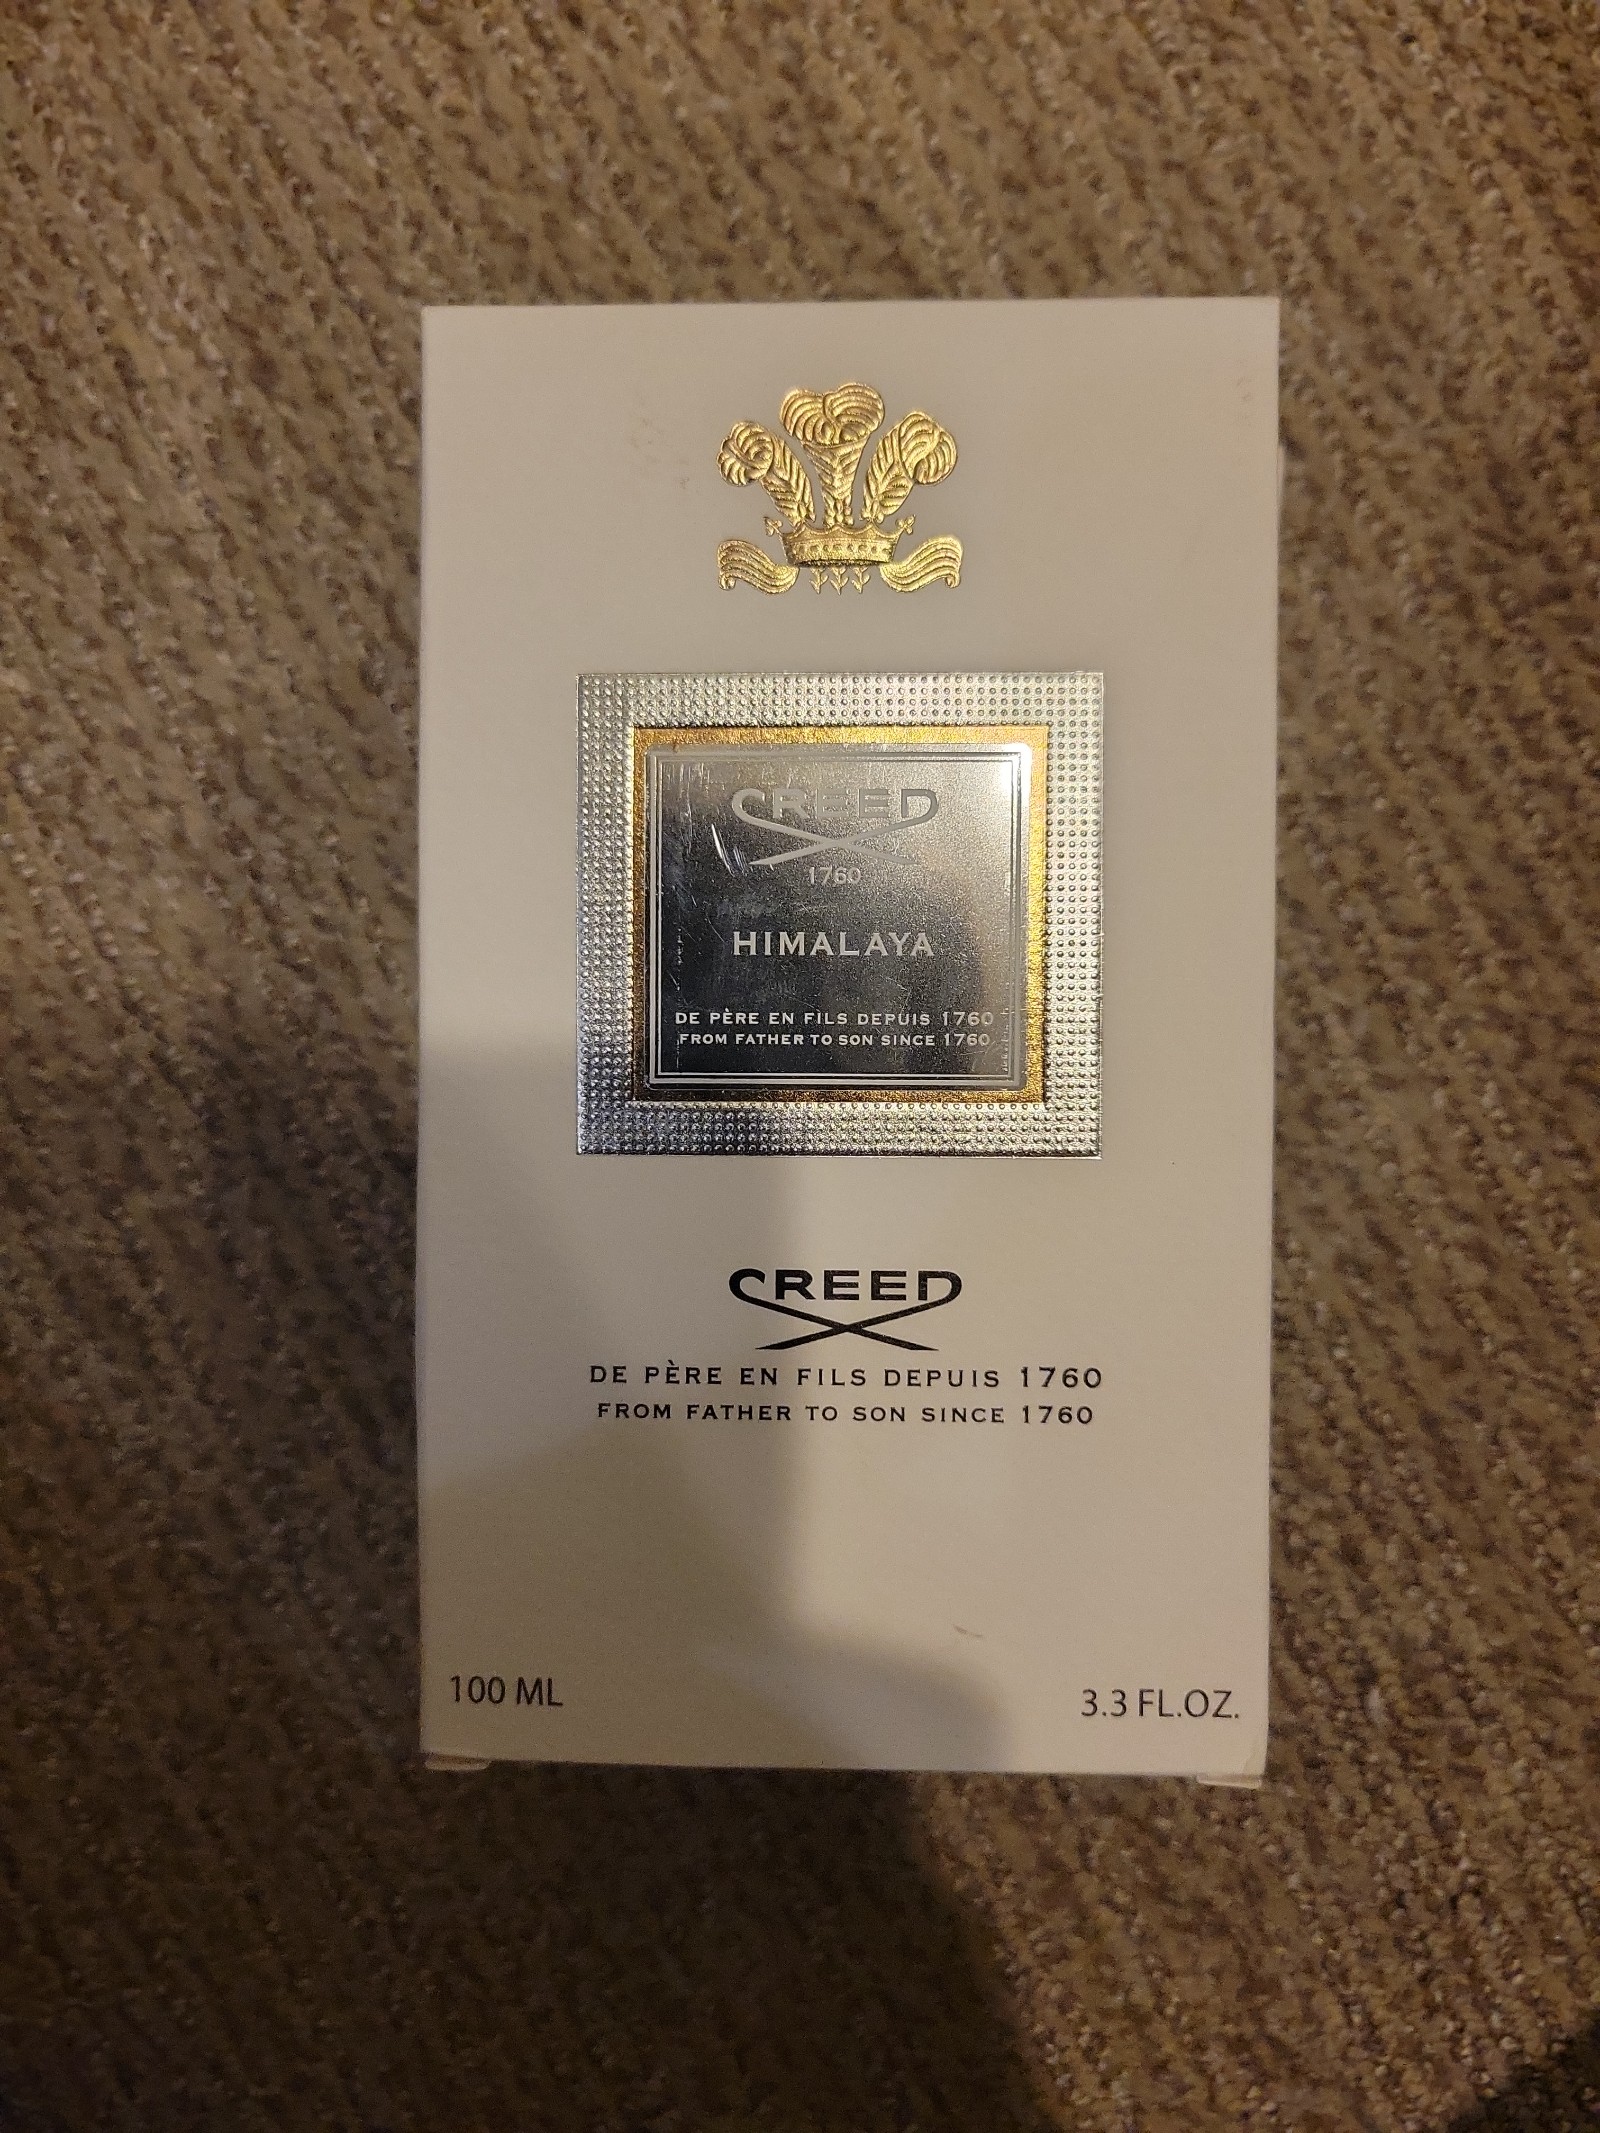 CREED
1760
HIMALAYA
DE PÈRE EN FILS DEPUIS 1760
FROM FATHER TO SON SINCE 1760
CREED
DE PÈRE EN FILS DEPUIS 1760
FROM FATHER TO SON SINCE 1760
100 ML 3.3 FL.OZ.